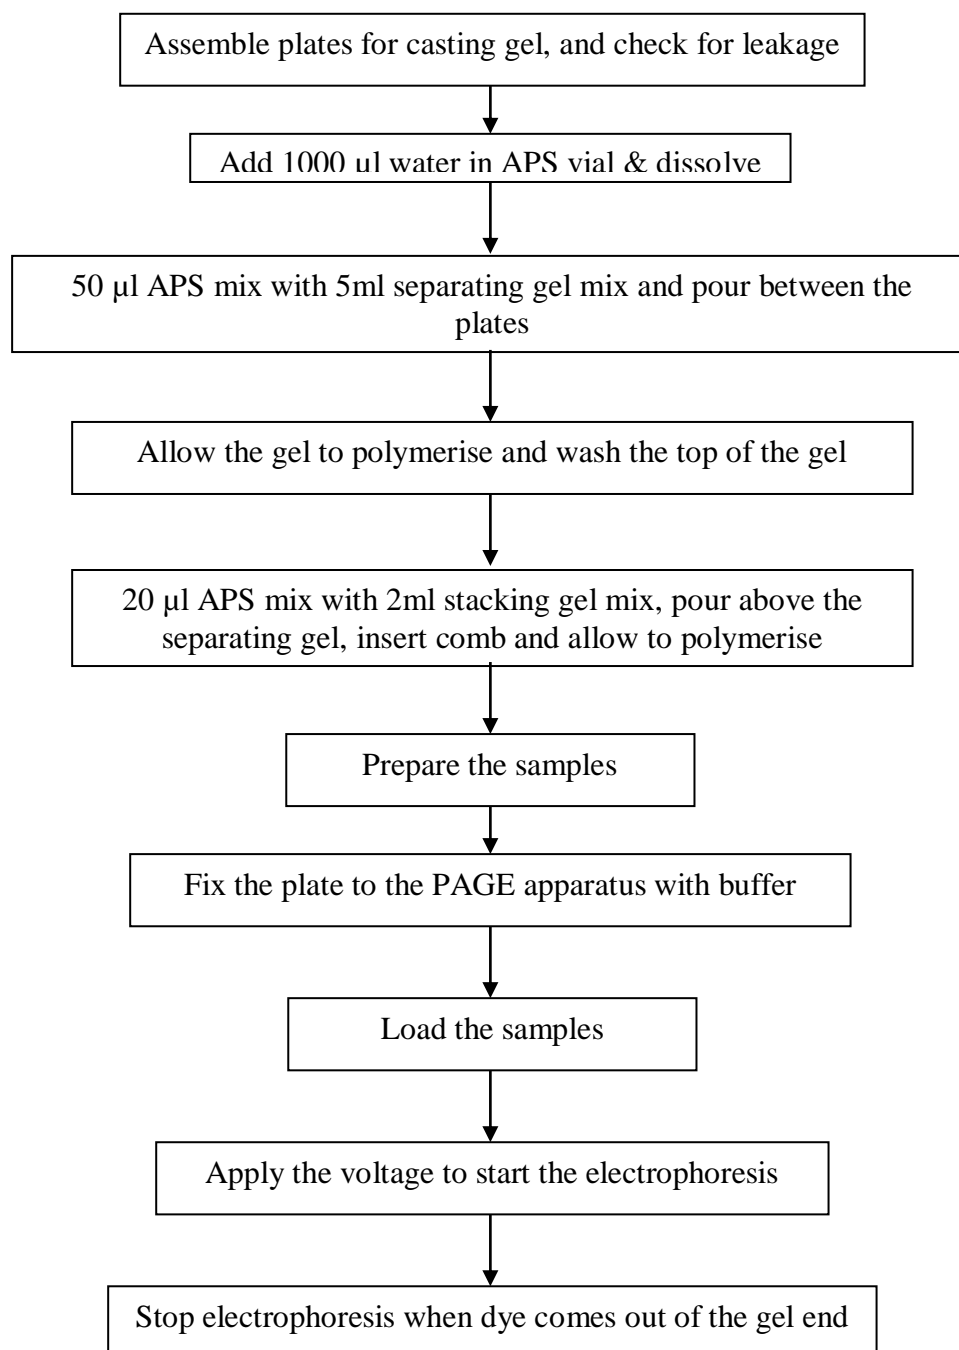 Assemble plates for casting gel, and check for leakage
Add 1000 µl water in APS vial & dissolve
50 µl APS mix with 5ml separating gel mix and pour between the
plates
Allow the gel to polymerise and wash the top of the gel
20 µl APS mix with 2ml stacking gel mix, pour above the
separating gel, insert comb and allow to polymerise
Prepare the samples
Fix the plate to the PAGE apparatus with buffer
Load the samples
Apply the voltage to start the electrophoresis
Stop electrophoresis when dye comes out of the gel end